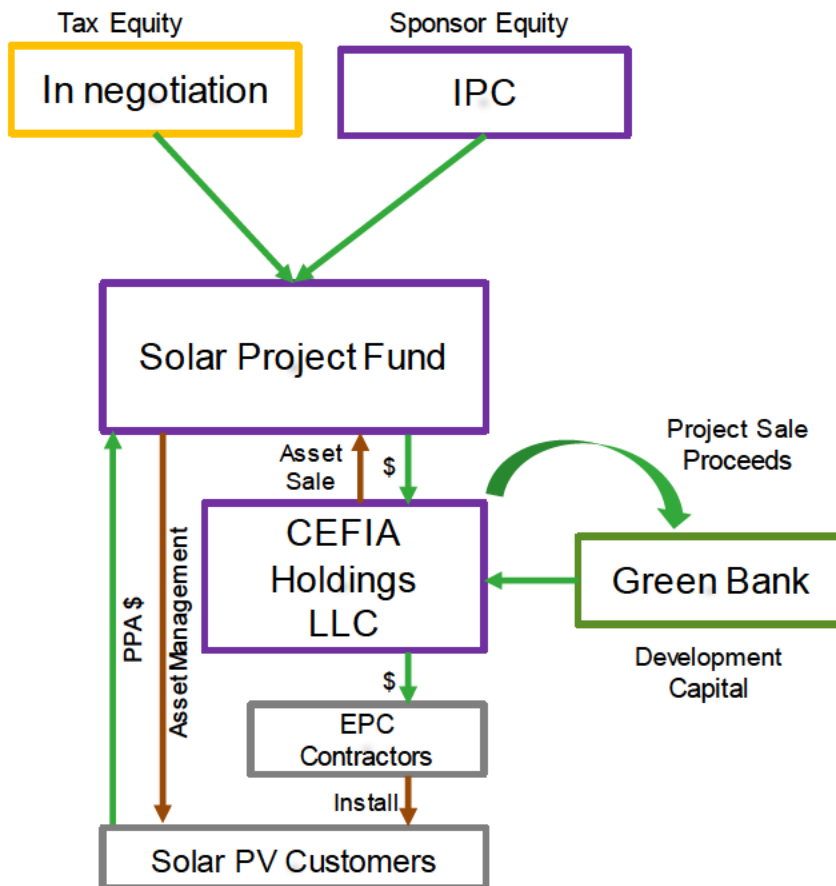 Tax Equity
Sponsor Equity
In negotiation
IPC
Solar Project Fund
Asset
Sale
$
Project Sale
Proceeds
CEFIA
Holdings
LLC
Green Bank
PPA $
Asset Management
Development
Capital
$
EPC
Contractors
Install
Solar PV Customers